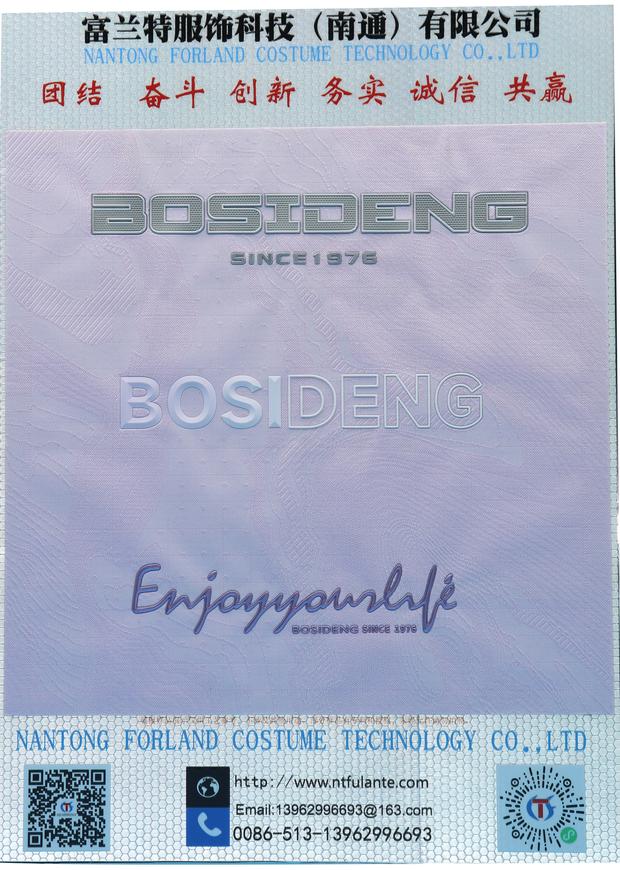 富兰特服饰科技（南通）有限公司
NANTONG FORLAND COSTUME TECHNOLOGY CO.,LTD
团结 奋斗 创新 务实 诚信 共赢
BOSIDENG
SINCE1976
BOSIDENG
Enjoyyourlife
BOSIDENG SINCE 1976
NANTONG FORLAND COSTUME TECHNOLOGY CO.,LTD
http://www.ntfulante.com
Email:13962996693@163.com
0086-513-13962996693